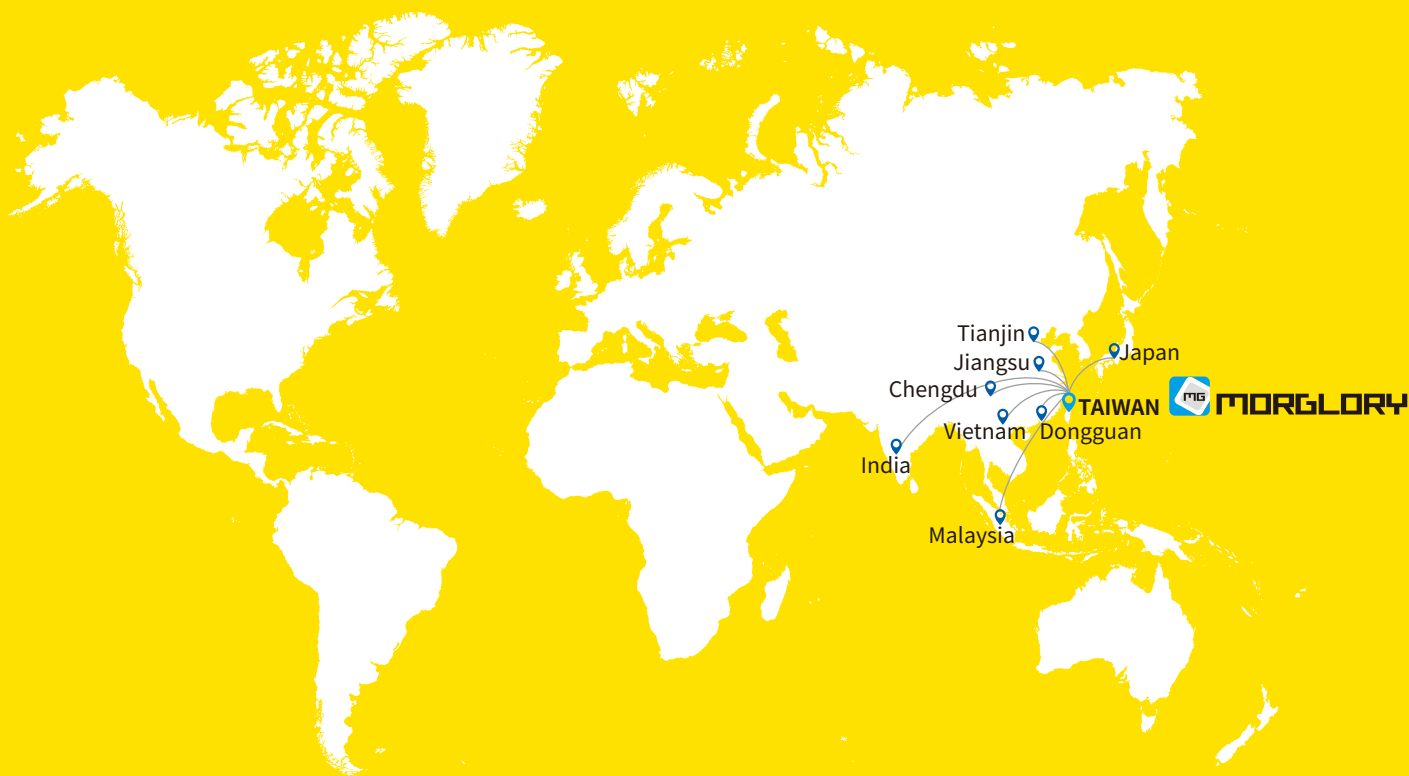 Tianjin
Japan
Jiangsu
Chengdu
TAIWAN
MG MORGLORY
Vietnam
Dongguan
India
Malaysia